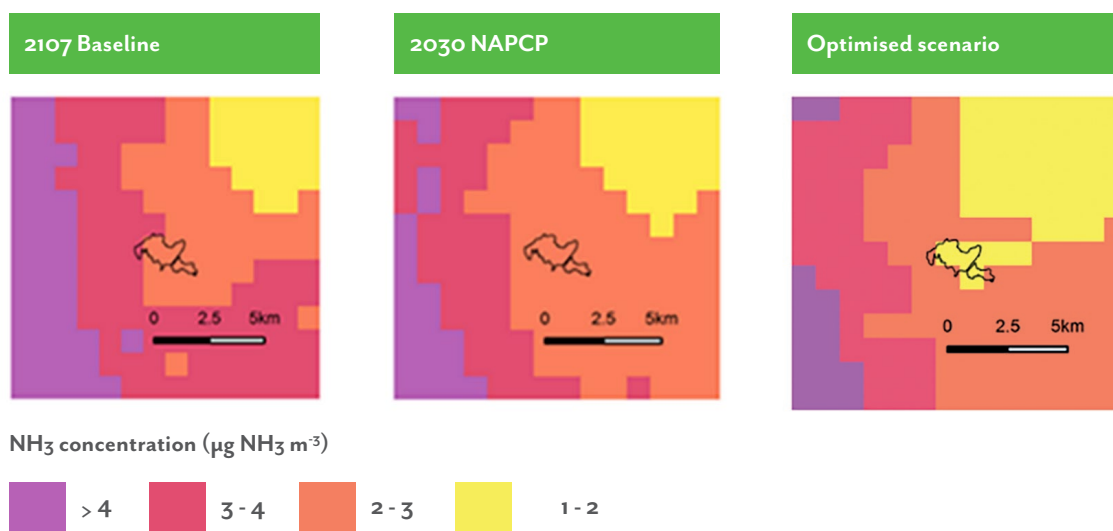 2107 Baseline
2030 NAPCP
Optimised scenario
0 2.5 5km
0 2.5 5km
0 2.5 5km
NH3 concentration (µg NH3 m-3)
> 4
3 - 4
2 - 3
1 - 2